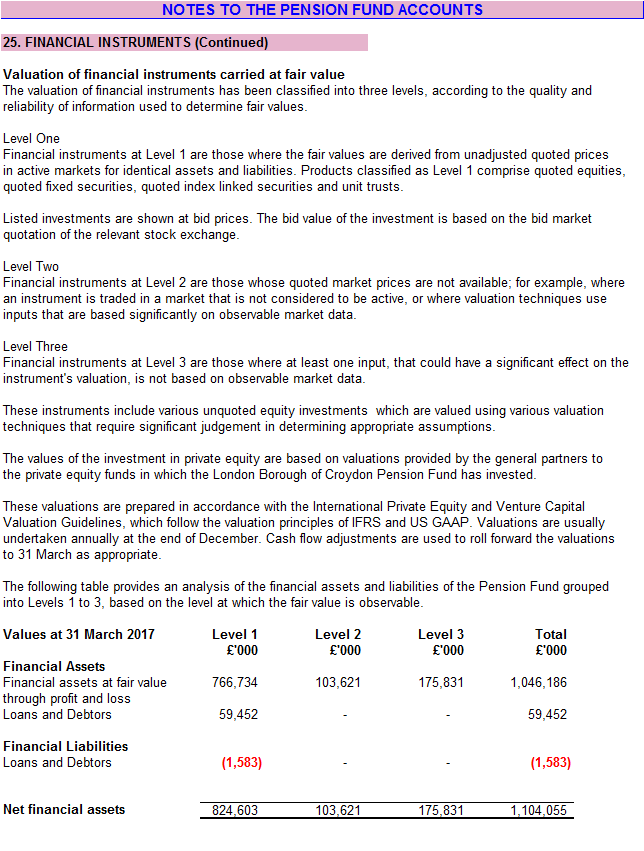 NOTES TO THE PENSION FUND ACCOUNTS
25. FINANCIAL INSTRUMENTS (Continued)
Valuation of financial instruments carried at fair value
The valuation of financial instruments has been classified into three levels, according to the quality and
reliability of information used to determine fair values.
Level One
Financial instruments at Level 1 are those where the fair values are derived from unadjusted quoted prices
in active markets for identical assets and liabilities. Products classified as Level 1 comprise quoted equities,
quoted fixed securities, quoted index linked securities and unit trusts.
Listed investments are shown at bid prices. The bid value of the investment is based on the bid market
quotation of the relevant stock exchange.
Level Two
Financial instruments at Level 2 are those whose quoted market prices are not available; for example, where
an instrument is traded in a market that is not considered to be active, or where valuation techniques use
inputs that are based significantly on observable market data.
Level Three
Financial instruments at Level 3 are those where at least one input, that could have a significant effect on the
instrument's valuation, is not based on observable market data.
These instruments include various unquoted equity investments which are valued using various valuation
techniques that require significant judgement in determining appropriate assumptions.
The values of the investment in private equity are based on valuations provided by the general partners to
the private equity funds in which the London Borough of Croydon Pension Fund has invested.
These valuations are prepared in accordance with the International Private Equity and Venture Capital
Valuation Guidelines, which follow the valuation principles of IFRS and US GAAP. Valuations are usually
undertaken annually at the end of December. Cash flow adjustments are used to roll forward the valuations
to 31 March as appropriate.
The following table provides an analysis of the financial assets and liabilities of the Pension Fund grouped
into Levels 1 to 3, based on the level at which the fair value is observable.
Values at 31 March 2017 Level 1 Level 2 Level 3 Total
£'000 £'000 £'000 £'000
Financial Assets
Financial assets at fair value 766,734 103,621 175,831 1,046,186
through profit and loss
Loans and Debtors 59,452 - - 59,452
Financial Liabilities
Loans and Debtors (1,583) - - (1,583)
Net financial assets 824,603 103,621 175,831 1,104,055